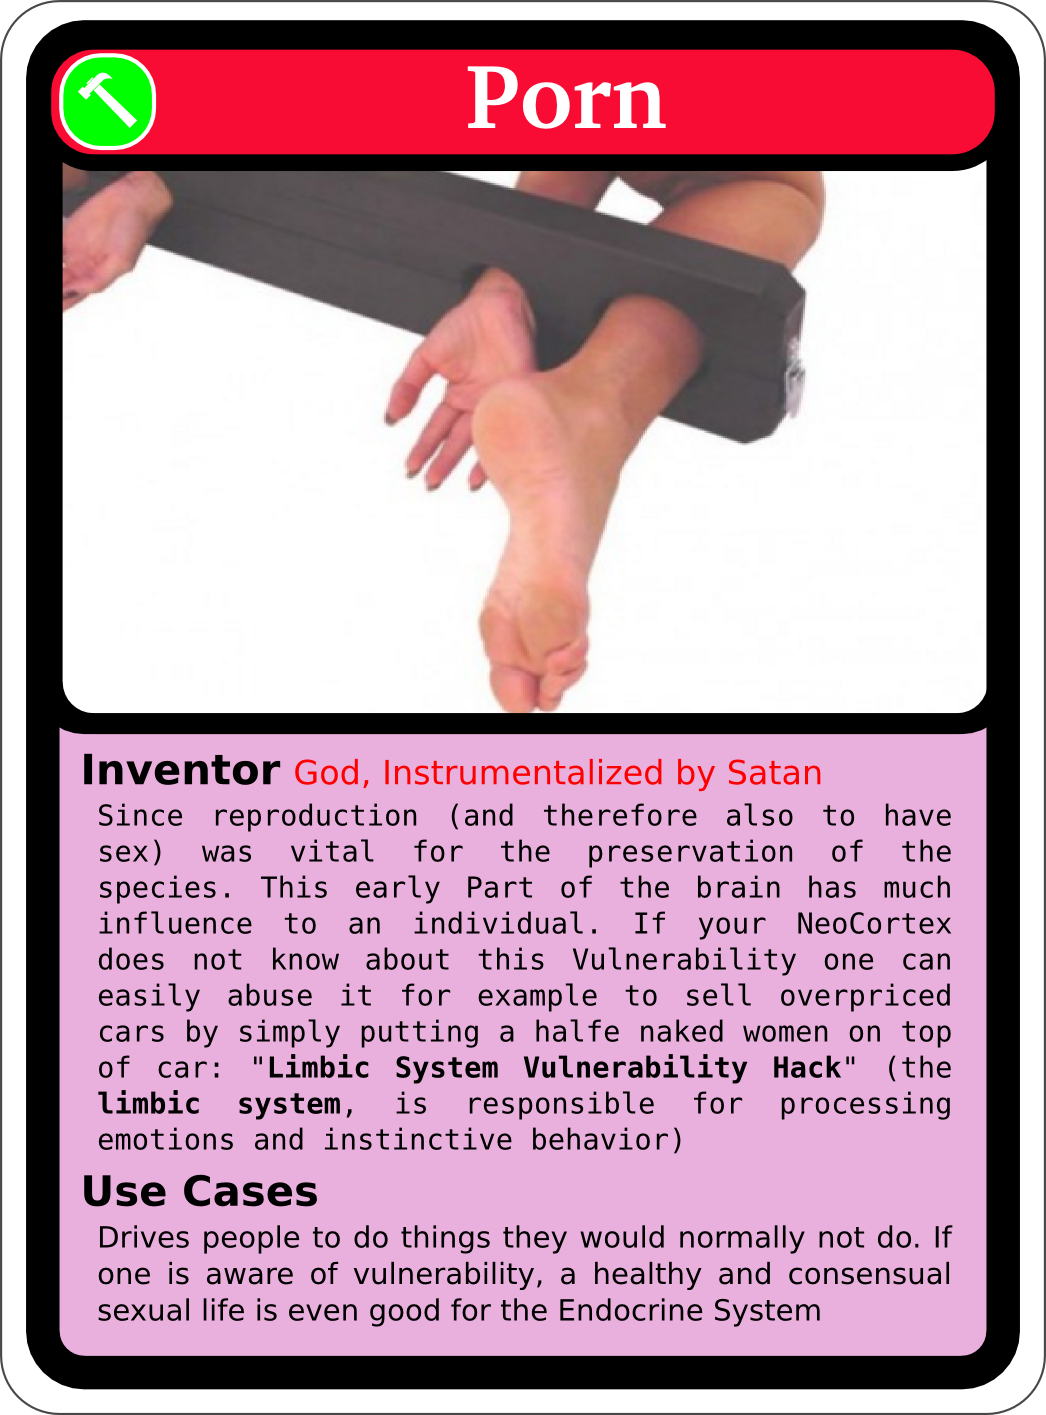 Porn
Inventor God, Instrumentalized by Satan
Since reproduction (and therefore also to have
sex) was vital for the preservation of the
species. This early Part of the brain has much
influence to an individual. If your NeoCortex
does not know about this Vulnerability one can
easily abuse it for example to sell overpriced
cars by simply putting a halfe naked women on top
of car: "Limbic System Vulnerability Hack" (the
limbic system, is responsible for processing
emotions and instinctive behavior)
Use Cases
Drives people to do things they would normally not do. If
one is aware of vulnerability, a healthy and consensual
sexual life is even good for the Endocrine System